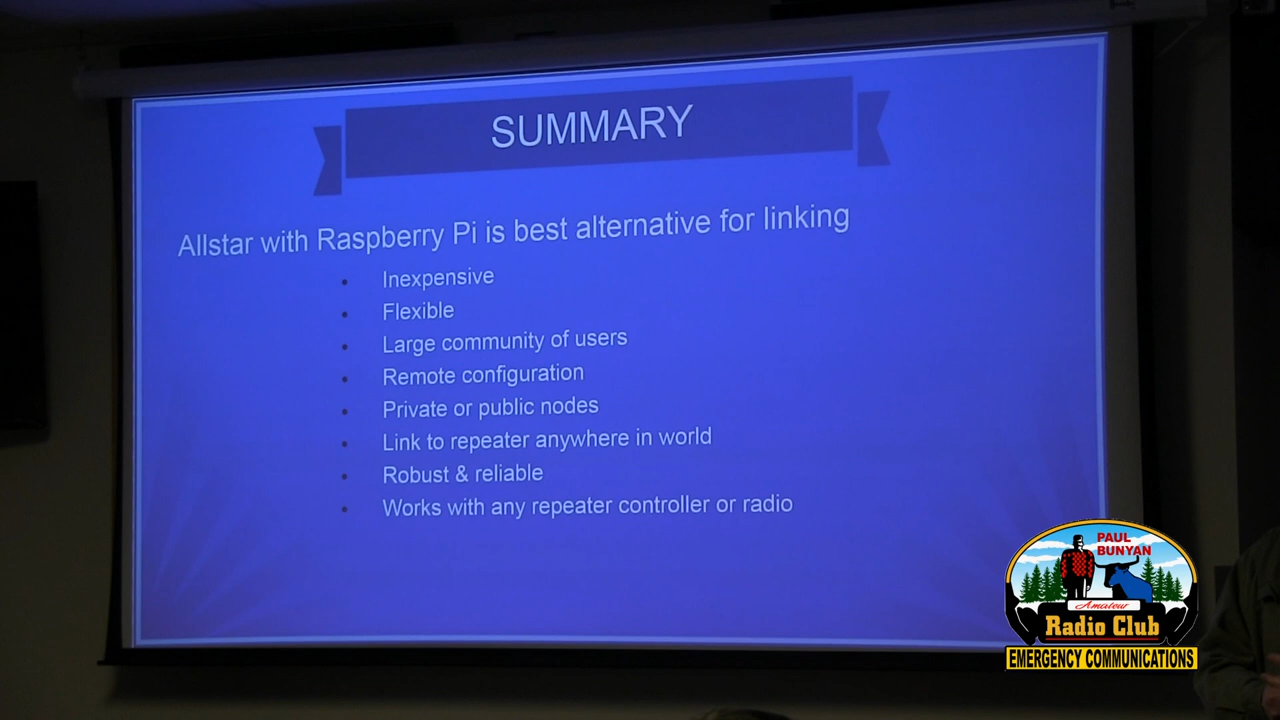 SUMMARY
Allstar with Raspberry Pi is best alternative for linking
• Inexpensive
• Flexible
• Large community of users
• Remote configuration
• Private or public nodes
• Link to repeater anywhere in world
• Robust & reliable
• Works with any repeater controller or radio
PAUL
BUNYAN
Amateur
Radio Club
EMERGENCY COMMUNICATIONS